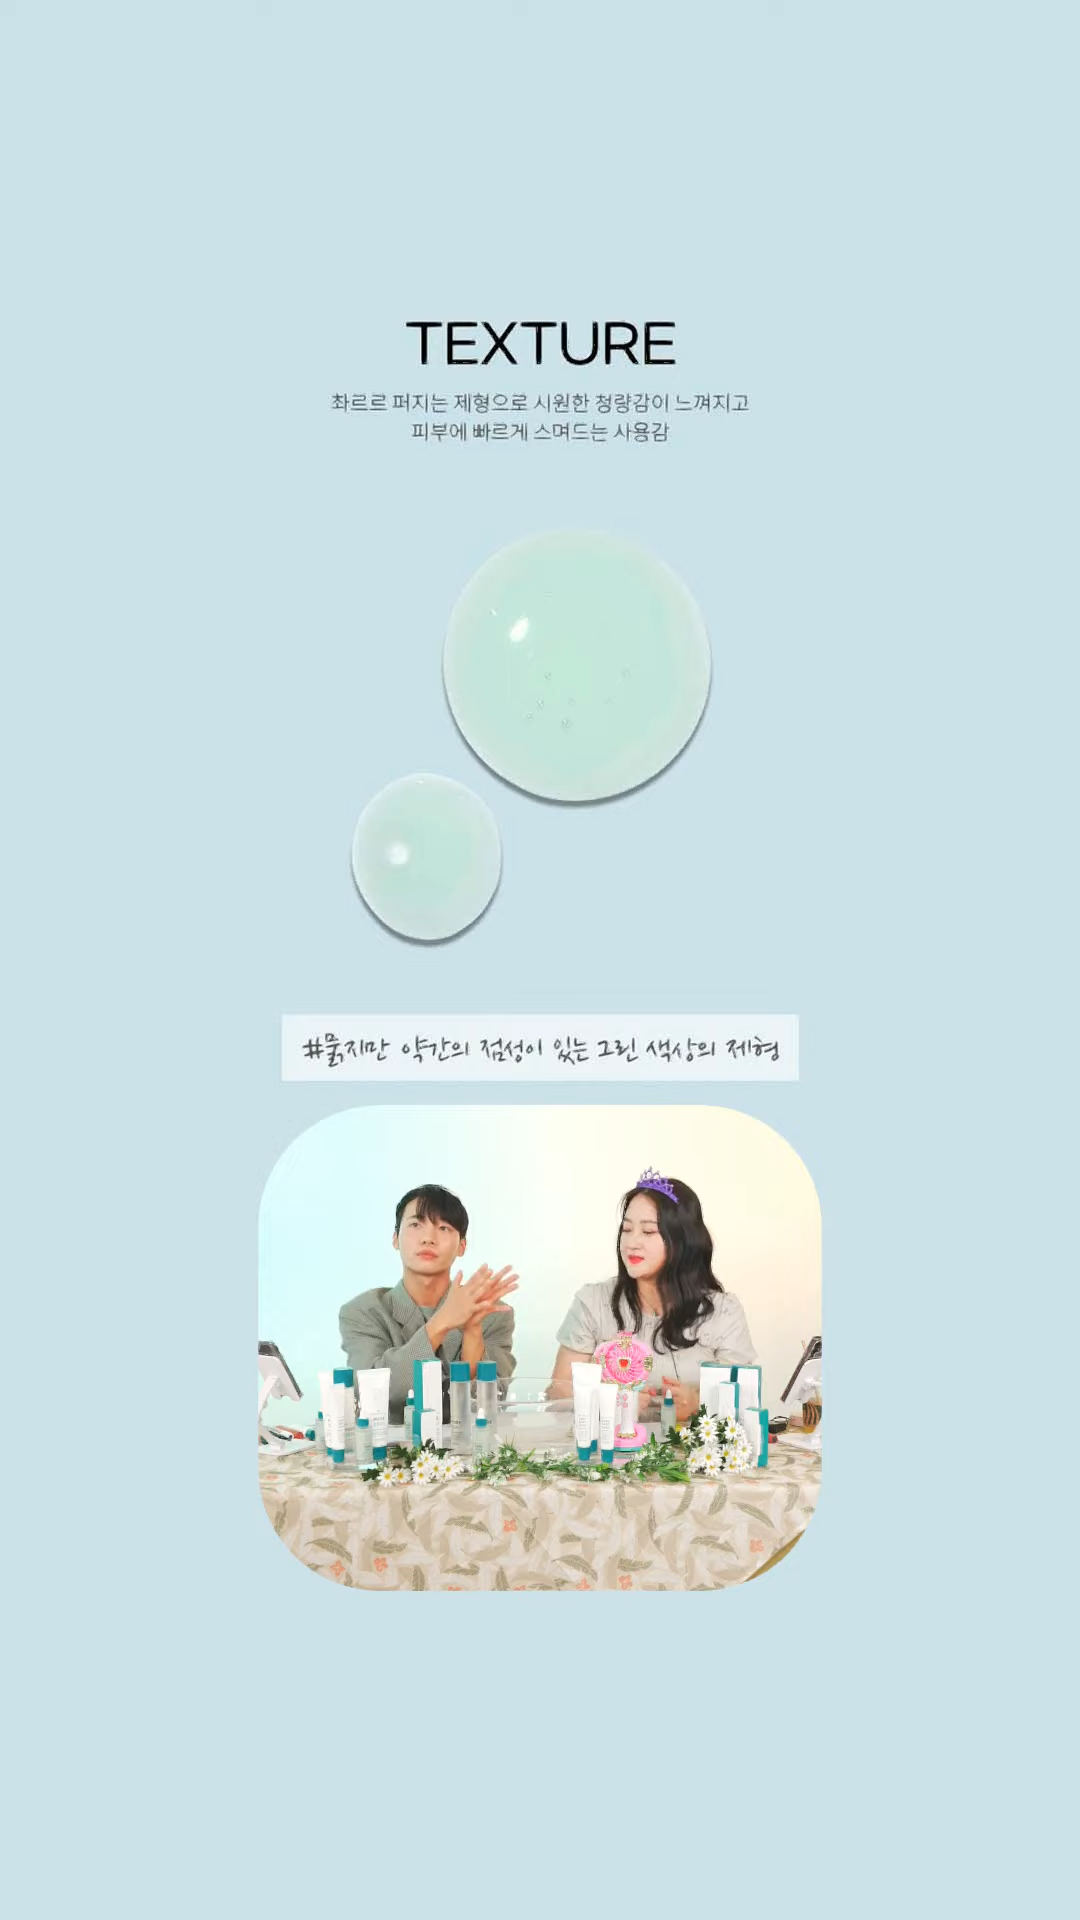 TEXTURE
촤르르 퍼지는 제형으로 시원한 청량감이 느껴지고
피부에 빠르게 스며드는 사용감
#묽지만 약간의 점성이 있는 그린 색상의 제형